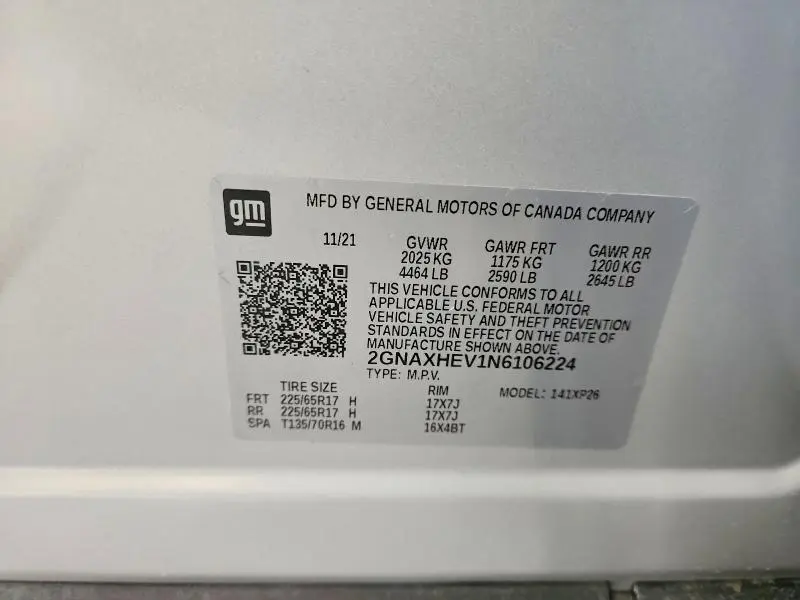 gm
MFD BY GENERAL MOTORS OF CANADA COMPANY
11/21 GVWR GAWR FRT GAWR RR
2025 KG 1175 KG 1200 KG
4464 LB 2590 LB 2645 LB
THIS VEHICLE CONFORMS TO ALL
APPLICABLE U.S. FEDERAL MOTOR
VEHICLE SAFETY AND THEFT PREVENTION
STANDARDS IN EFFECT ON THE DATE OF
MANUFACTURE SHOWN ABOVE.
2GNAXHEV1N6106224
TYPE: M.P.V.
TIRE SIZE RIM MODEL: 141XP26
FRT 225/65R17 H 17X7J
RR 225/65R17 H 17X7J
SPA T135/70R16 M 16X4BT